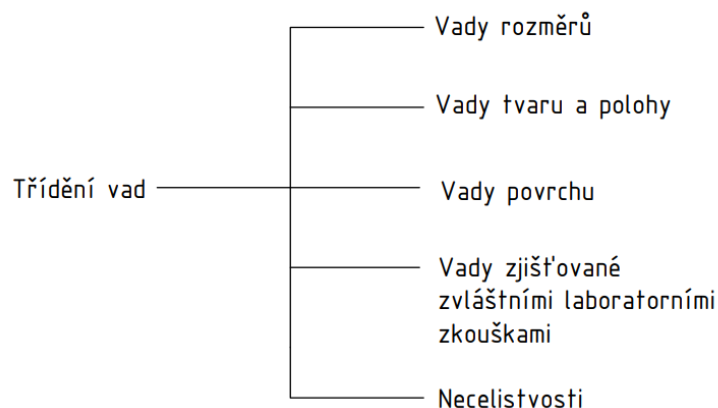 Vady rozměrů
Vady tvaru a polohy
Třídění vad
Vady povrchu
Vady zjišťované
zvláštními laboratorními
zkouškami
Necelistvosti